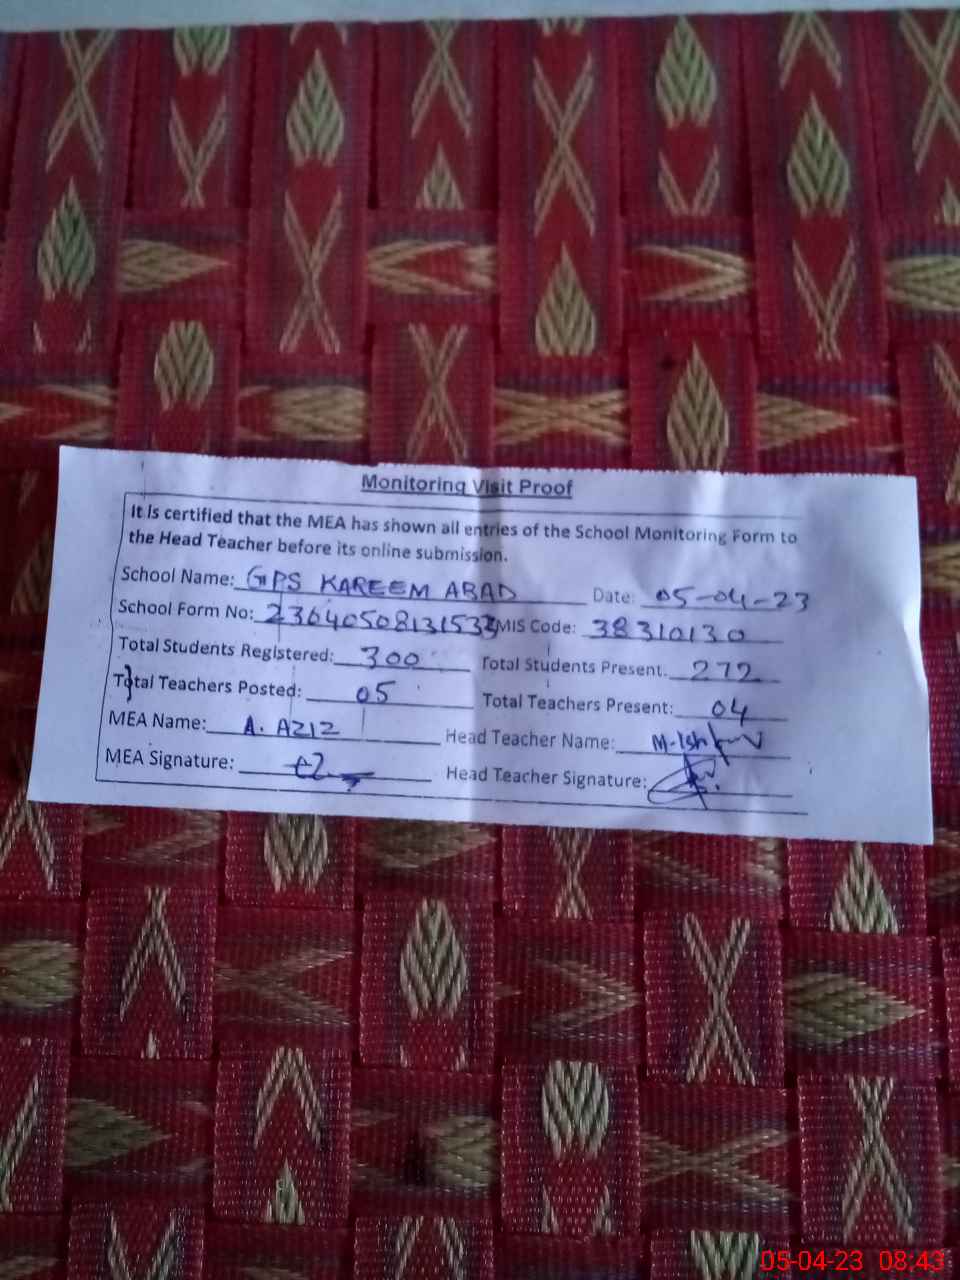 Monitoring Visit Proof
It is certified that the MEA has shown all entries of the School Monitoring Form to
the Head Teacher before its online submission.
School Name: GPS KAREEM ABAD Date: 05-04-23
School Form No: MIS Code: 38310130
Total Students Registered: 300 Total Students Present. 272
Total Teachers Posted: 05 Total Teachers Present: 04
MEA Name: A. AZIZ Head Teacher Name:
MEA Signature: Head Teacher Signature:
05-04-23 08:43